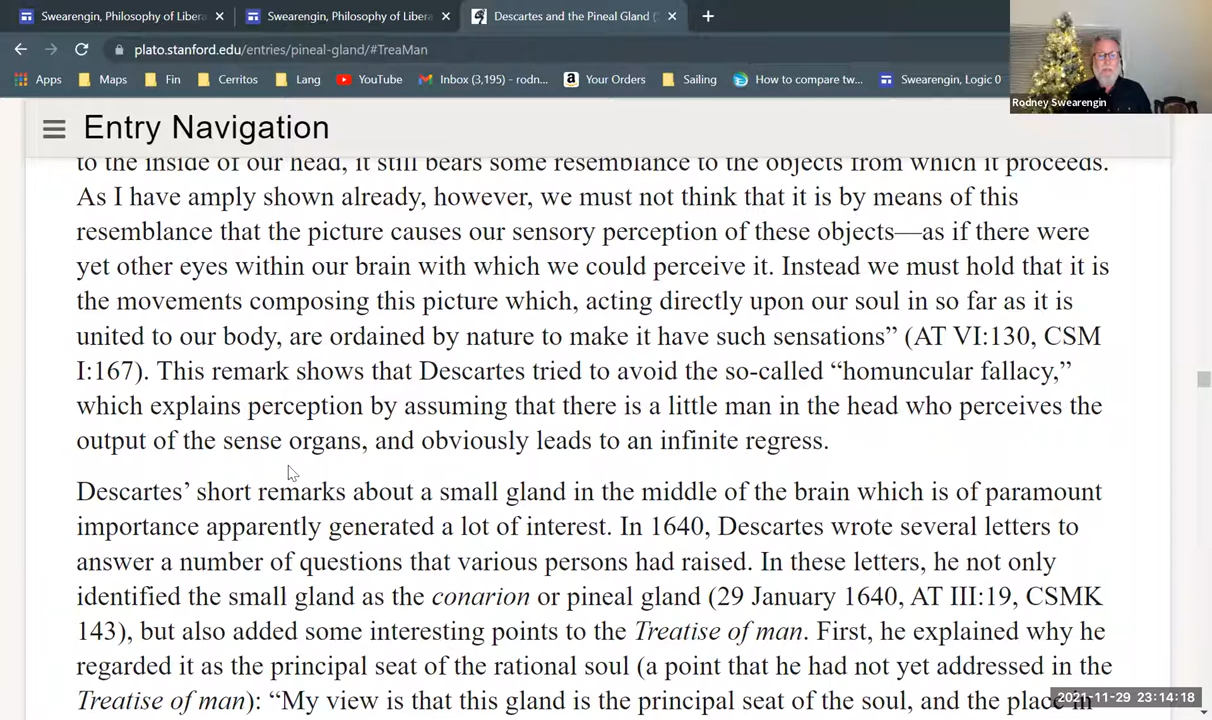 Swearengin, Philosophy of Libera
Swearengin, Philosophy of Libera
Descartes and the Pineal Gland (
plato.stanford.edu/entries/pineal-gland/#TreaMan
Apps Maps Fin Cerritos Lang YouTube Inbox (3,195) - rodn... Your Orders Sailing How to compare tw... Swearengin, Logic 0
Rodney Swearengin
Entry Navigation
to the inside of our head, it still bears some resemblance to the objects from which it proceeds.
As I have amply shown already, however, we must not think that it is by means of this
resemblance that the picture causes our sensory perception of these objects—as if there were
yet other eyes within our brain with which we could perceive it. Instead we must hold that it is
the movements composing this picture which, acting directly upon our soul in so far as it is
united to our body, are ordained by nature to make it have such sensations” (AT VI:130, CSM
I:167). This remark shows that Descartes tried to avoid the so-called “homuncular fallacy,”
which explains perception by assuming that there is a little man in the head who perceives the
output of the sense organs, and obviously leads to an infinite regress.
Descartes’ short remarks about a small gland in the middle of the brain which is of paramount
importance apparently generated a lot of interest. In 1640, Descartes wrote several letters to
answer a number of questions that various persons had raised. In these letters, he not only
identified the small gland as the conarion or pineal gland (29 January 1640, AT III:19, CSMK
143), but also added some interesting points to the Treatise of man. First, he explained why he
regarded it as the principal seat of the rational soul (a point that he had not yet addressed in the
Treatise of man): “My view is that this gland is the principal seat of the soul, and the place in
2021-11-29 23:14:18